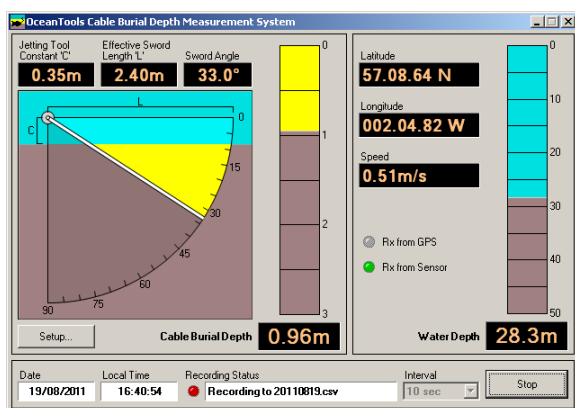 OceanTools Cable Burial Depth Measurement System
Jetting Tool Constant 'C'
0.35m
Effective Sword Length 'L'
2.40m
Sword Angle
33.0°
L
C
0
15
30
45
60
75
90
0
1
2
3
Setup...
Cable Burial Depth
0.96m
Latitude
57.08.64 N
Longitude
002.04.82 W
Speed
0.51m/s
Rx from GPS
Rx from Sensor
0
10
20
30
40
50
Water Depth
28.3m
Date
19/08/2011
Local Time
16:40:54
Recording Status
Recording to 20110819.csv
Interval
10 sec
Stop